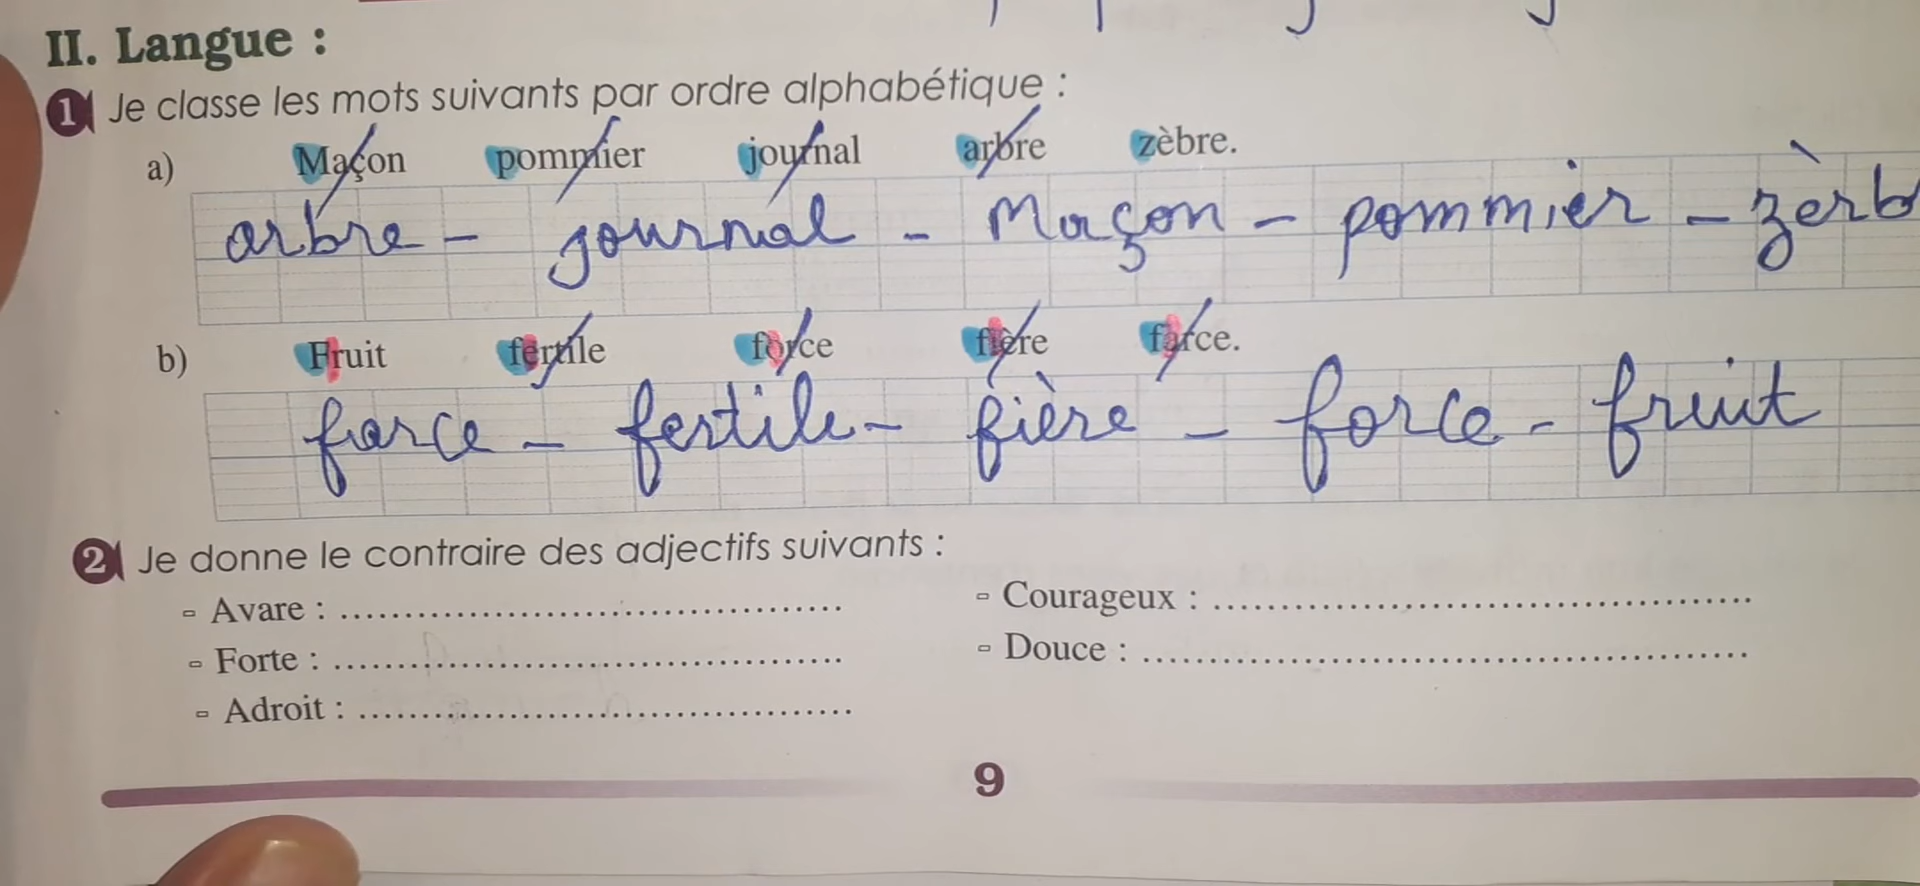 II. Langue :
1 Je classe les mots suivants par ordre alphabétique :
a) Maçon pommier journal arbre zèbre.
arbre - journal - Maçon - pommier - zèrb
b) Fruit fertile force fière farce.
farce - fertile - fière - force - fruit
2 Je donne le contraire des adjectifs suivants :
- Avare : .......................................... - Courageux : ..........................................
- Forte : .......................................... - Douce : ..........................................
- Adroit : ..........................................
9